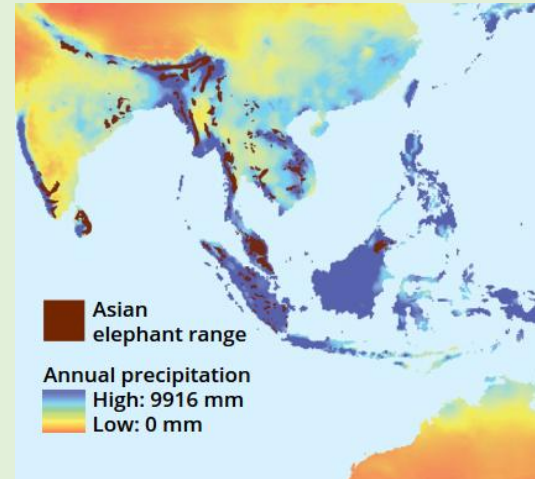 Asian
elephant range
Annual precipitation
High: 9916 mm
Low: 0 mm